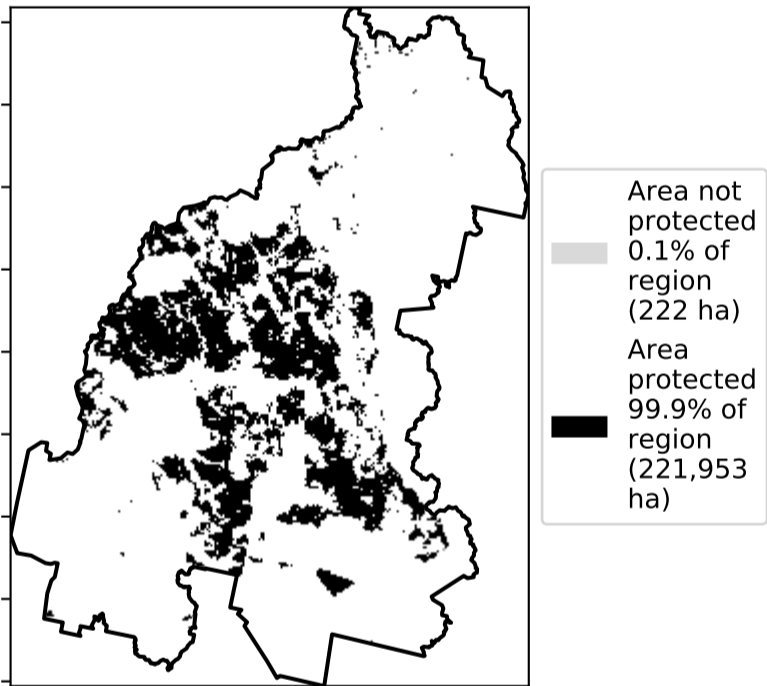 Area not
protected
0.1% of
region
(222 ha)
Area
protected
99.9% of
region
(221,953
ha)